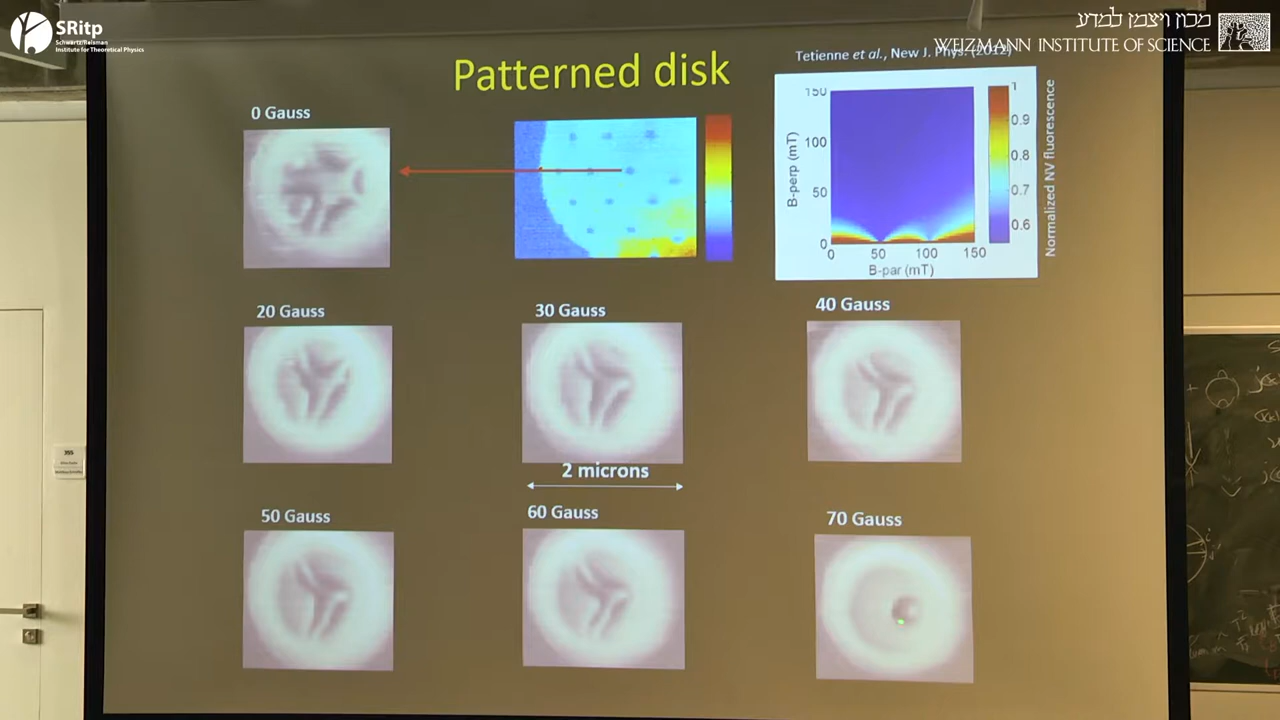 SRitp
Schwartz/Reisman
Institute for Theoretical Physics
מכון ויצמן למדע
WEIZMANN INSTITUTE OF SCIENCE
Patterned disk
Tetienne et al., New J. Phys. (2012)
0 Gauss
150
100
50
0
B-perp (mT)
0 50 100 150
B-par (mT)
1
0.9
0.8
0.7
0.6
Normalized NV fluorescence
20 Gauss
30 Gauss
40 Gauss
2 microns
50 Gauss
60 Gauss
70 Gauss
355